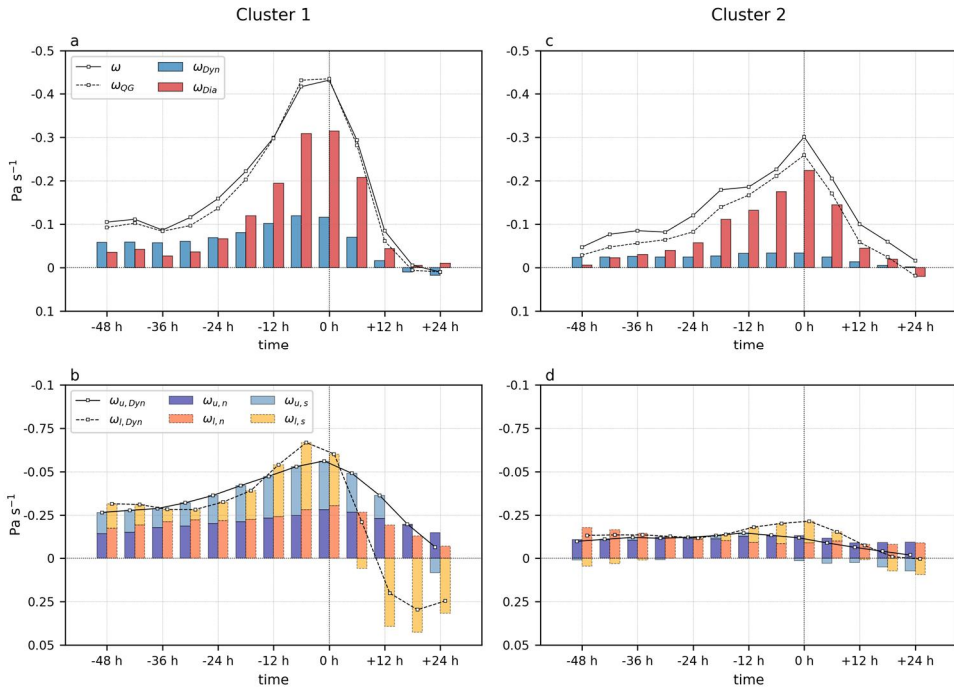 Cluster 1
Cluster 2
a
-0.5
-0.4
-0.3
-0.2
-0.1
0
0.1
Pa s⁻¹
ω
ω_QG
ω_Dyn
ω_Dia
-48 h -36 h -24 h -12 h 0 h +12 h +24 h
time
c
-0.5
-0.4
-0.3
-0.2
-0.1
0
0.1
-48 h -36 h -24 h -12 h 0 h +12 h +24 h
time
b
-0.1
-0.75
-0.05
-0.25
0
0.25
0.05
Pa s⁻¹
ω_u,Dyn
ω_l,Dyn
ω_u,n
ω_l,n
ω_u,s
ω_l,s
-48 h -36 h -24 h -12 h 0 h +12 h +24 h
time
d
-0.1
-0.75
-0.05
-0.25
0
0.25
0.05
-48 h -36 h -24 h -12 h 0 h +12 h +24 h
time